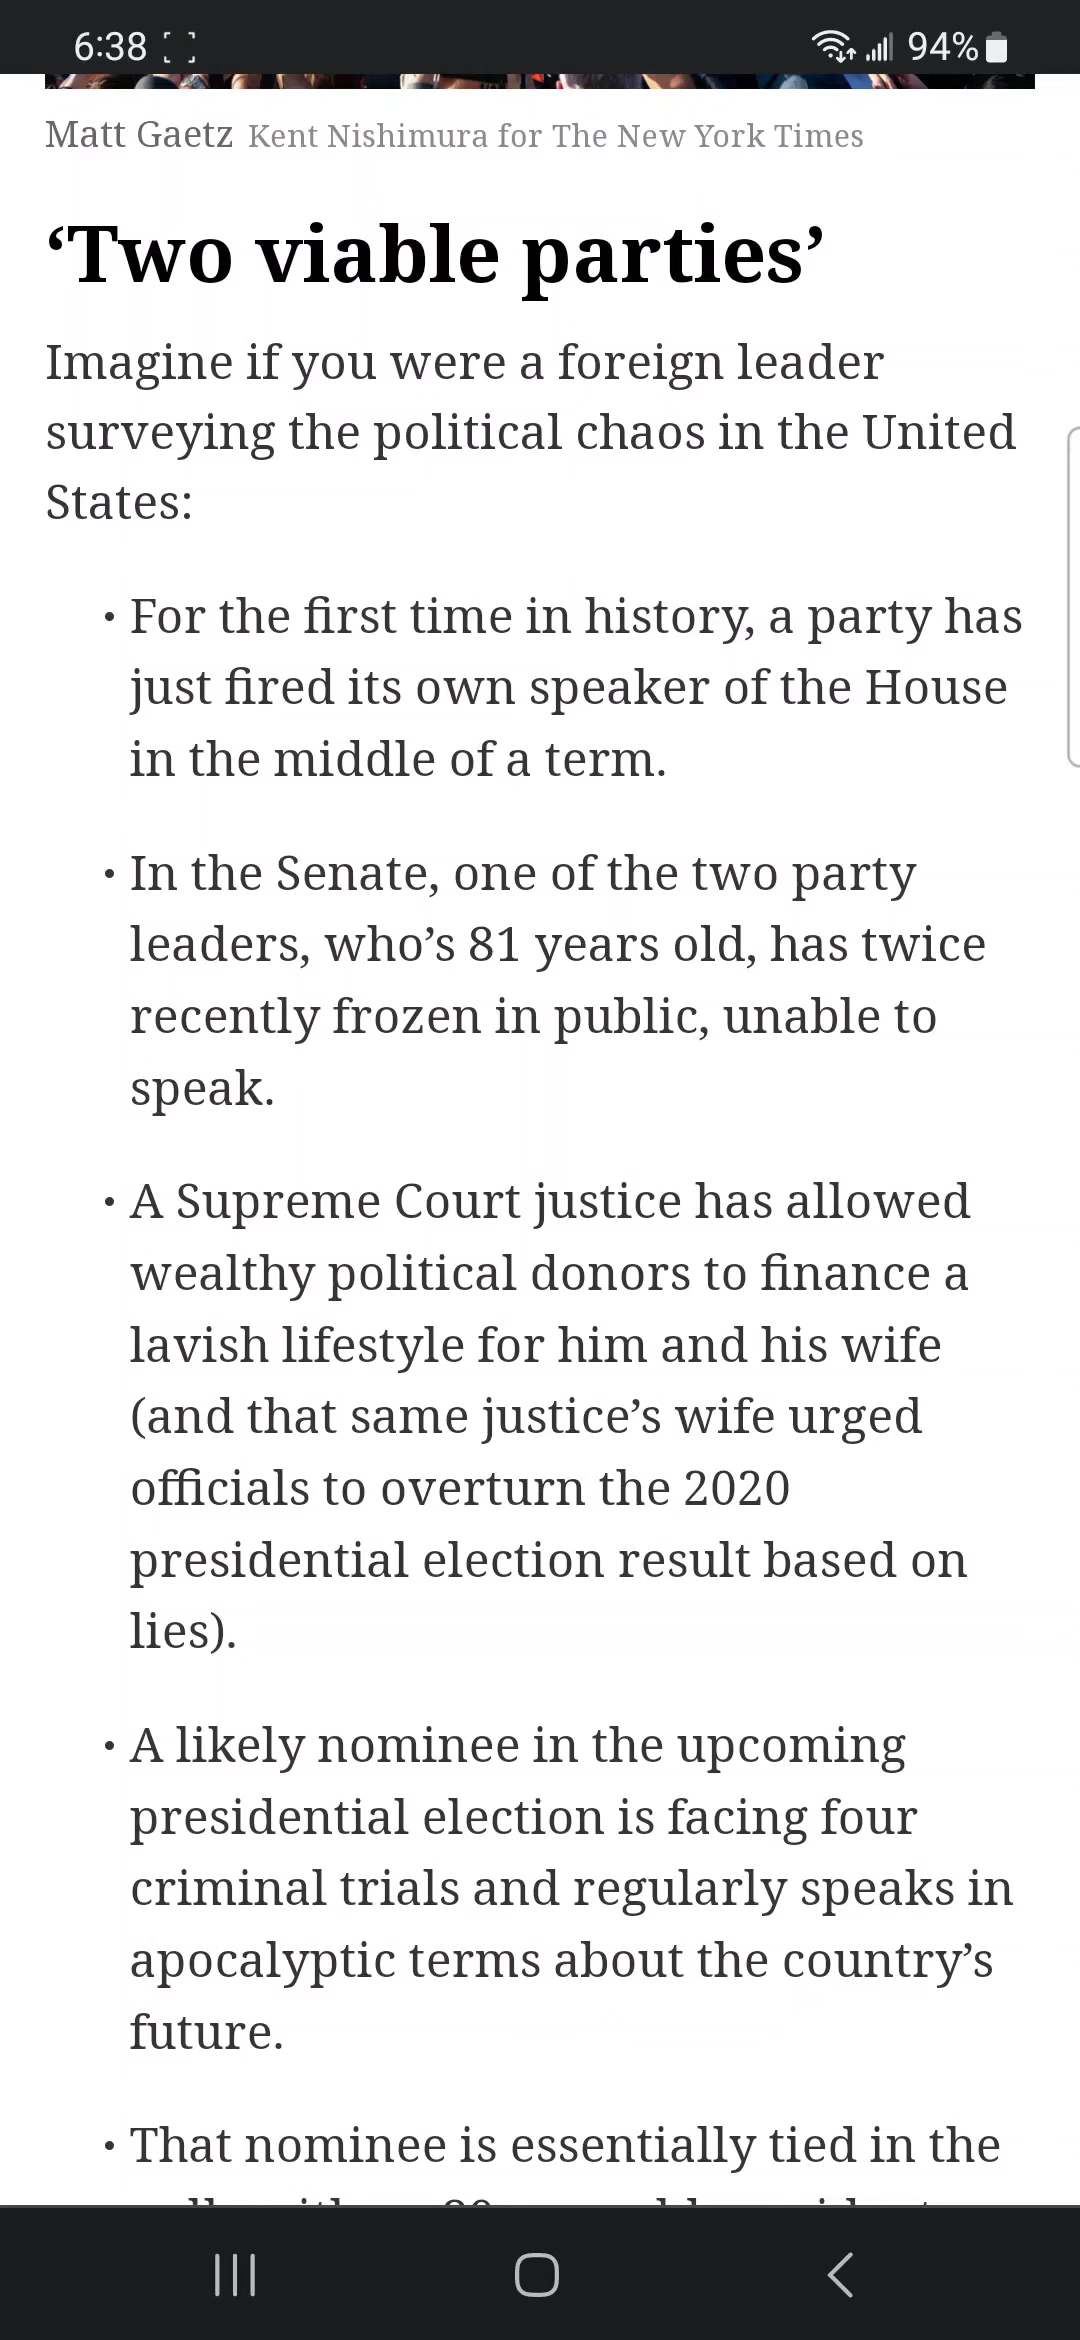 6:38
94%
Matt Gaetz Kent Nishimura for The New York Times
‘Two viable parties’
Imagine if you were a foreign leader
surveying the political chaos in the United
States:
· For the first time in history, a party has
just fired its own speaker of the House
in the middle of a term.
· In the Senate, one of the two party
leaders, who’s 81 years old, has twice
recently frozen in public, unable to
speak.
· A Supreme Court justice has allowed
wealthy political donors to finance a
lavish lifestyle for him and his wife
(and that same justice’s wife urged
officials to overturn the 2020
presidential election result based on
lies).
· A likely nominee in the upcoming
presidential election is facing four
criminal trials and regularly speaks in
apocalyptic terms about the country’s
future.
· That nominee is essentially tied in the